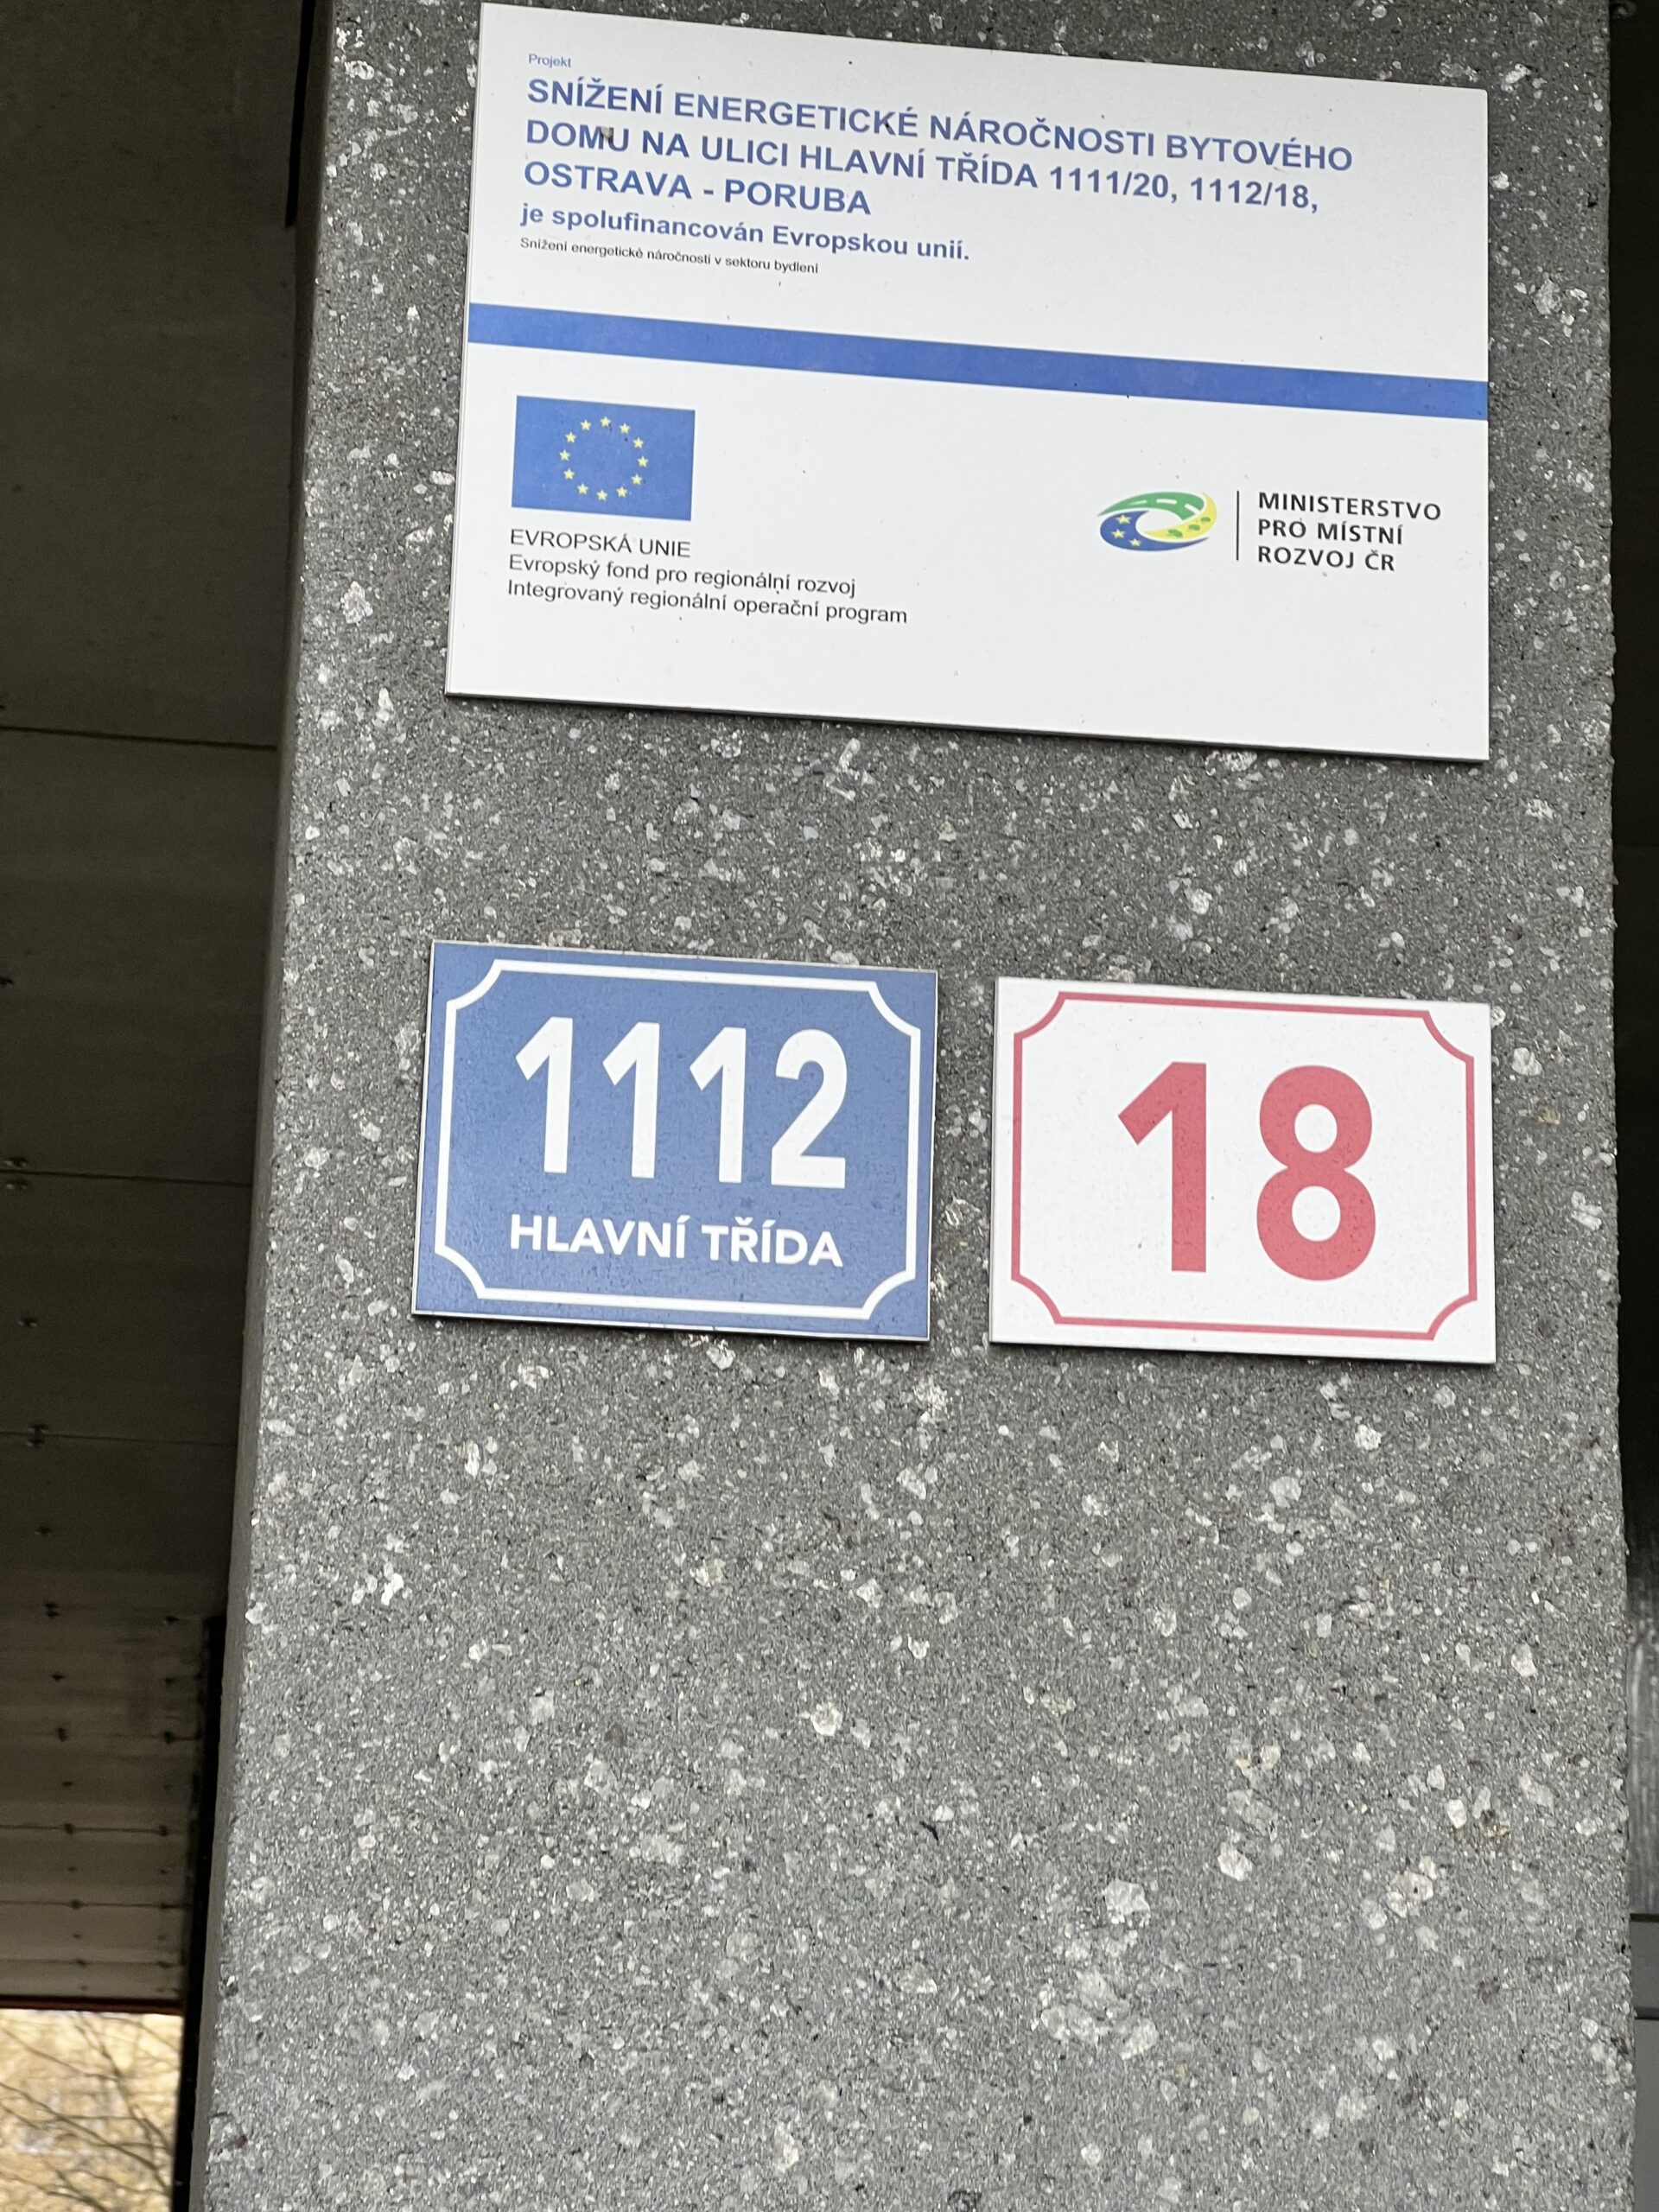 Projekt
SNÍŽENÍ ENERGETICKÉ NÁROČNOSTI BYTOVÉHO
DOMU NA ULICI HLAVNÍ TŘÍDA 1111/20, 1112/18,
OSTRAVA - PORUBA
je spolufinancován Evropskou unií.
Snížení energetické náročnosti v sektoru bydlení
EVROPSKÁ UNIE
Evropský fond pro regionální rozvoj
Integrovaný regionální operační program
MINISTERSTVO
PRO MÍSTNÍ
ROZVOJ ČR
1112
HLAVNÍ TŘÍDA
18